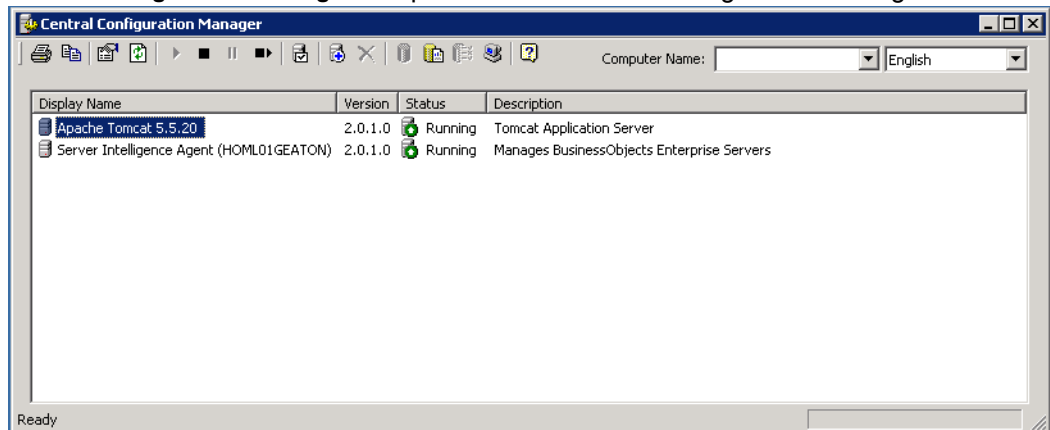 Central Configuration Manager
Computer Name:
English
Display Name Version Status Description
Apache Tomcat 5.5.20 2.0.1.0 Running Tomcat Application Server
Server Intelligence Agent (HOML01GEATON) 2.0.1.0 Running Manages BusinessObjects Enterprise Servers
Ready